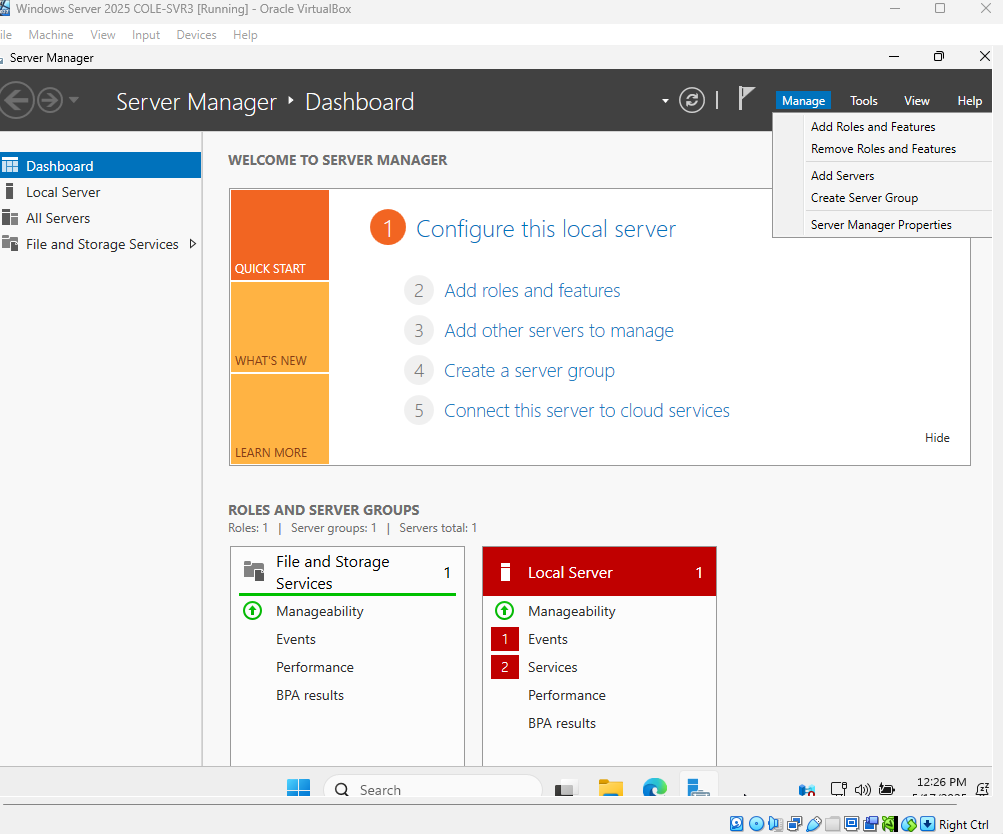 Windows Server 2025 COLE-SVR3 [Running] - Oracle VirtualBox
ile Machine View Input Devices Help
Server Manager
Server Manager ‣ Dashboard
Manage Tools View Help
Add Roles and Features
Remove Roles and Features
Add Servers
Create Server Group
Server Manager Properties
Dashboard
Local Server
All Servers
File and Storage Services
WELCOME TO SERVER MANAGER
QUICK START
WHAT'S NEW
LEARN MORE
1 Configure this local server
2 Add roles and features
3 Add other servers to manage
4 Create a server group
5 Connect this server to cloud services
Hide
ROLES AND SERVER GROUPS
Roles: 1 | Server groups: 1 | Servers total: 1
File and Storage
Services
1
Manageability
Events
Performance
BPA results
Local Server 1
Manageability
1 Events
2 Services
Performance
BPA results
Search
12:26 PM
Right Ctrl